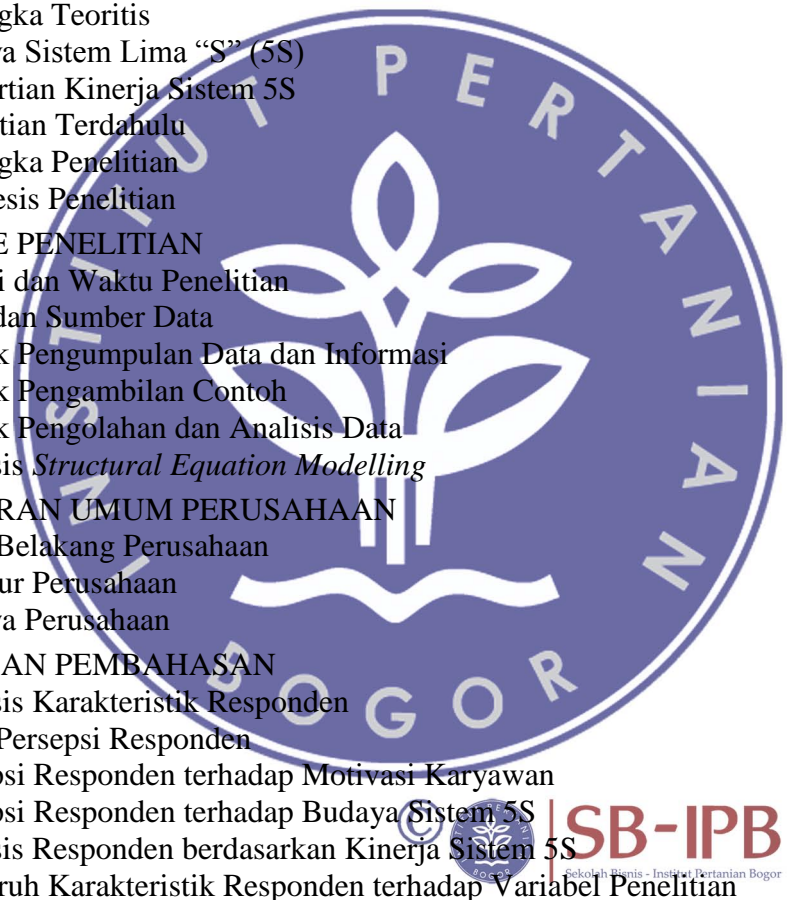 gka Teoritis
a Sistem Lima “S” (5S)
rtian Kinerja Sistem 5S
tian Terdahulu
gka Penelitian
esis Penelitian
E PENELITIAN
i dan Waktu Penelitian
dan Sumber Data
k Pengumpulan Data dan Informasi
k Pengambilan Contoh
k Pengolahan dan Analisis Data
sis Structural Equation Modelling
RAN UMUM PERUSAHAAN
Belakang Perusahaan
ur Perusahaan
a Perusahaan
AN PEMBAHASAN
sis Karakteristik Responden
Persepsi Responden
osi Responden terhadap Motivasi Karyawan
osi Responden terhadap Budaya Sistem 5S
sis Responden berdasarkan Kinerja Sistem 5S
ruh Karakteristik Responden terhadap Variabel Penelitian
INSTITUT PERTANIAN
BOGOR
©
SB-IPB
Sekolah Bisnis - Institut Pertanian Bogor